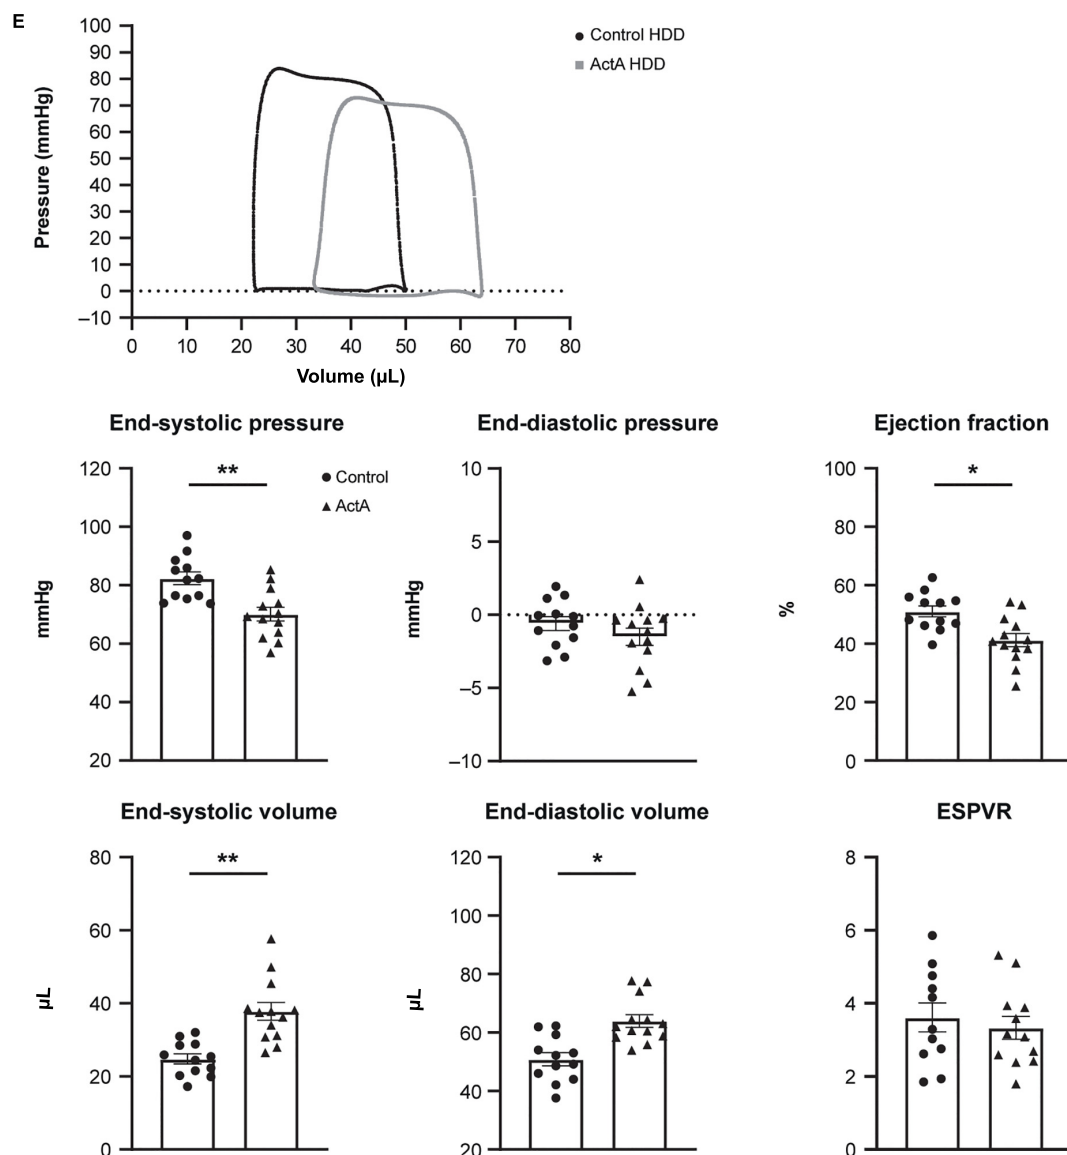 E
100
90
80
70
60
50
40
30
20
10
0
–10
Pressure (mmHg)
0 10 20 30 40 50 60 70 80
Volume (µL)
Control HDD
ActA HDD
End-systolic pressure
120
100
80
60
40
20
mmHg
**
Control
ActA
End-diastolic pressure
10
5
0
–5
–10
mmHg
Ejection fraction
100
80
60
40
20
0
%
*
End-systolic volume
80
60
40
20
0
µL
**
End-diastolic volume
120
100
80
60
40
20
µL
*
ESPVR
8
6
4
2
0